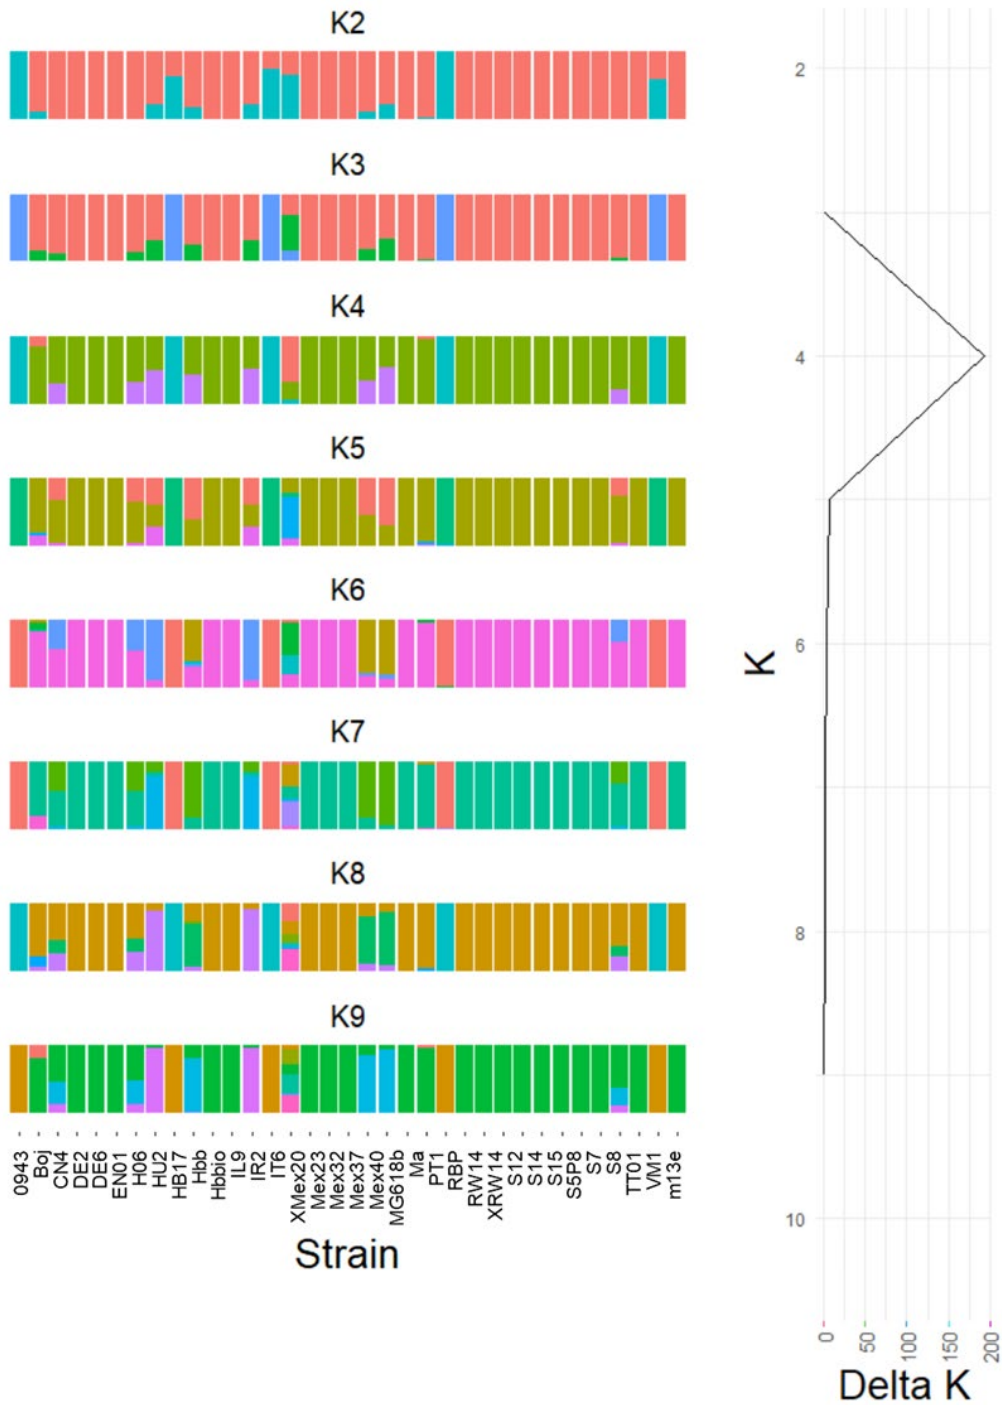 K2
K3
K4
K5
K6
K7
K8
K9
0943
Boj
CN4
DE2
DE6
EN01
H06
HU2
HB17
Hbb
Hbbio
IL9
IR2
IT6
XMex20
Mex23
Mex32
Mex37
Mex40
MG618b
Ma
PT1
RBP
RW14
XRW14
S12
S14
S15
S5P8
S7
S8
TT01
VM1
m13e
Strain
2
4
6
8
10
K
0
50
100
150
200
Delta K